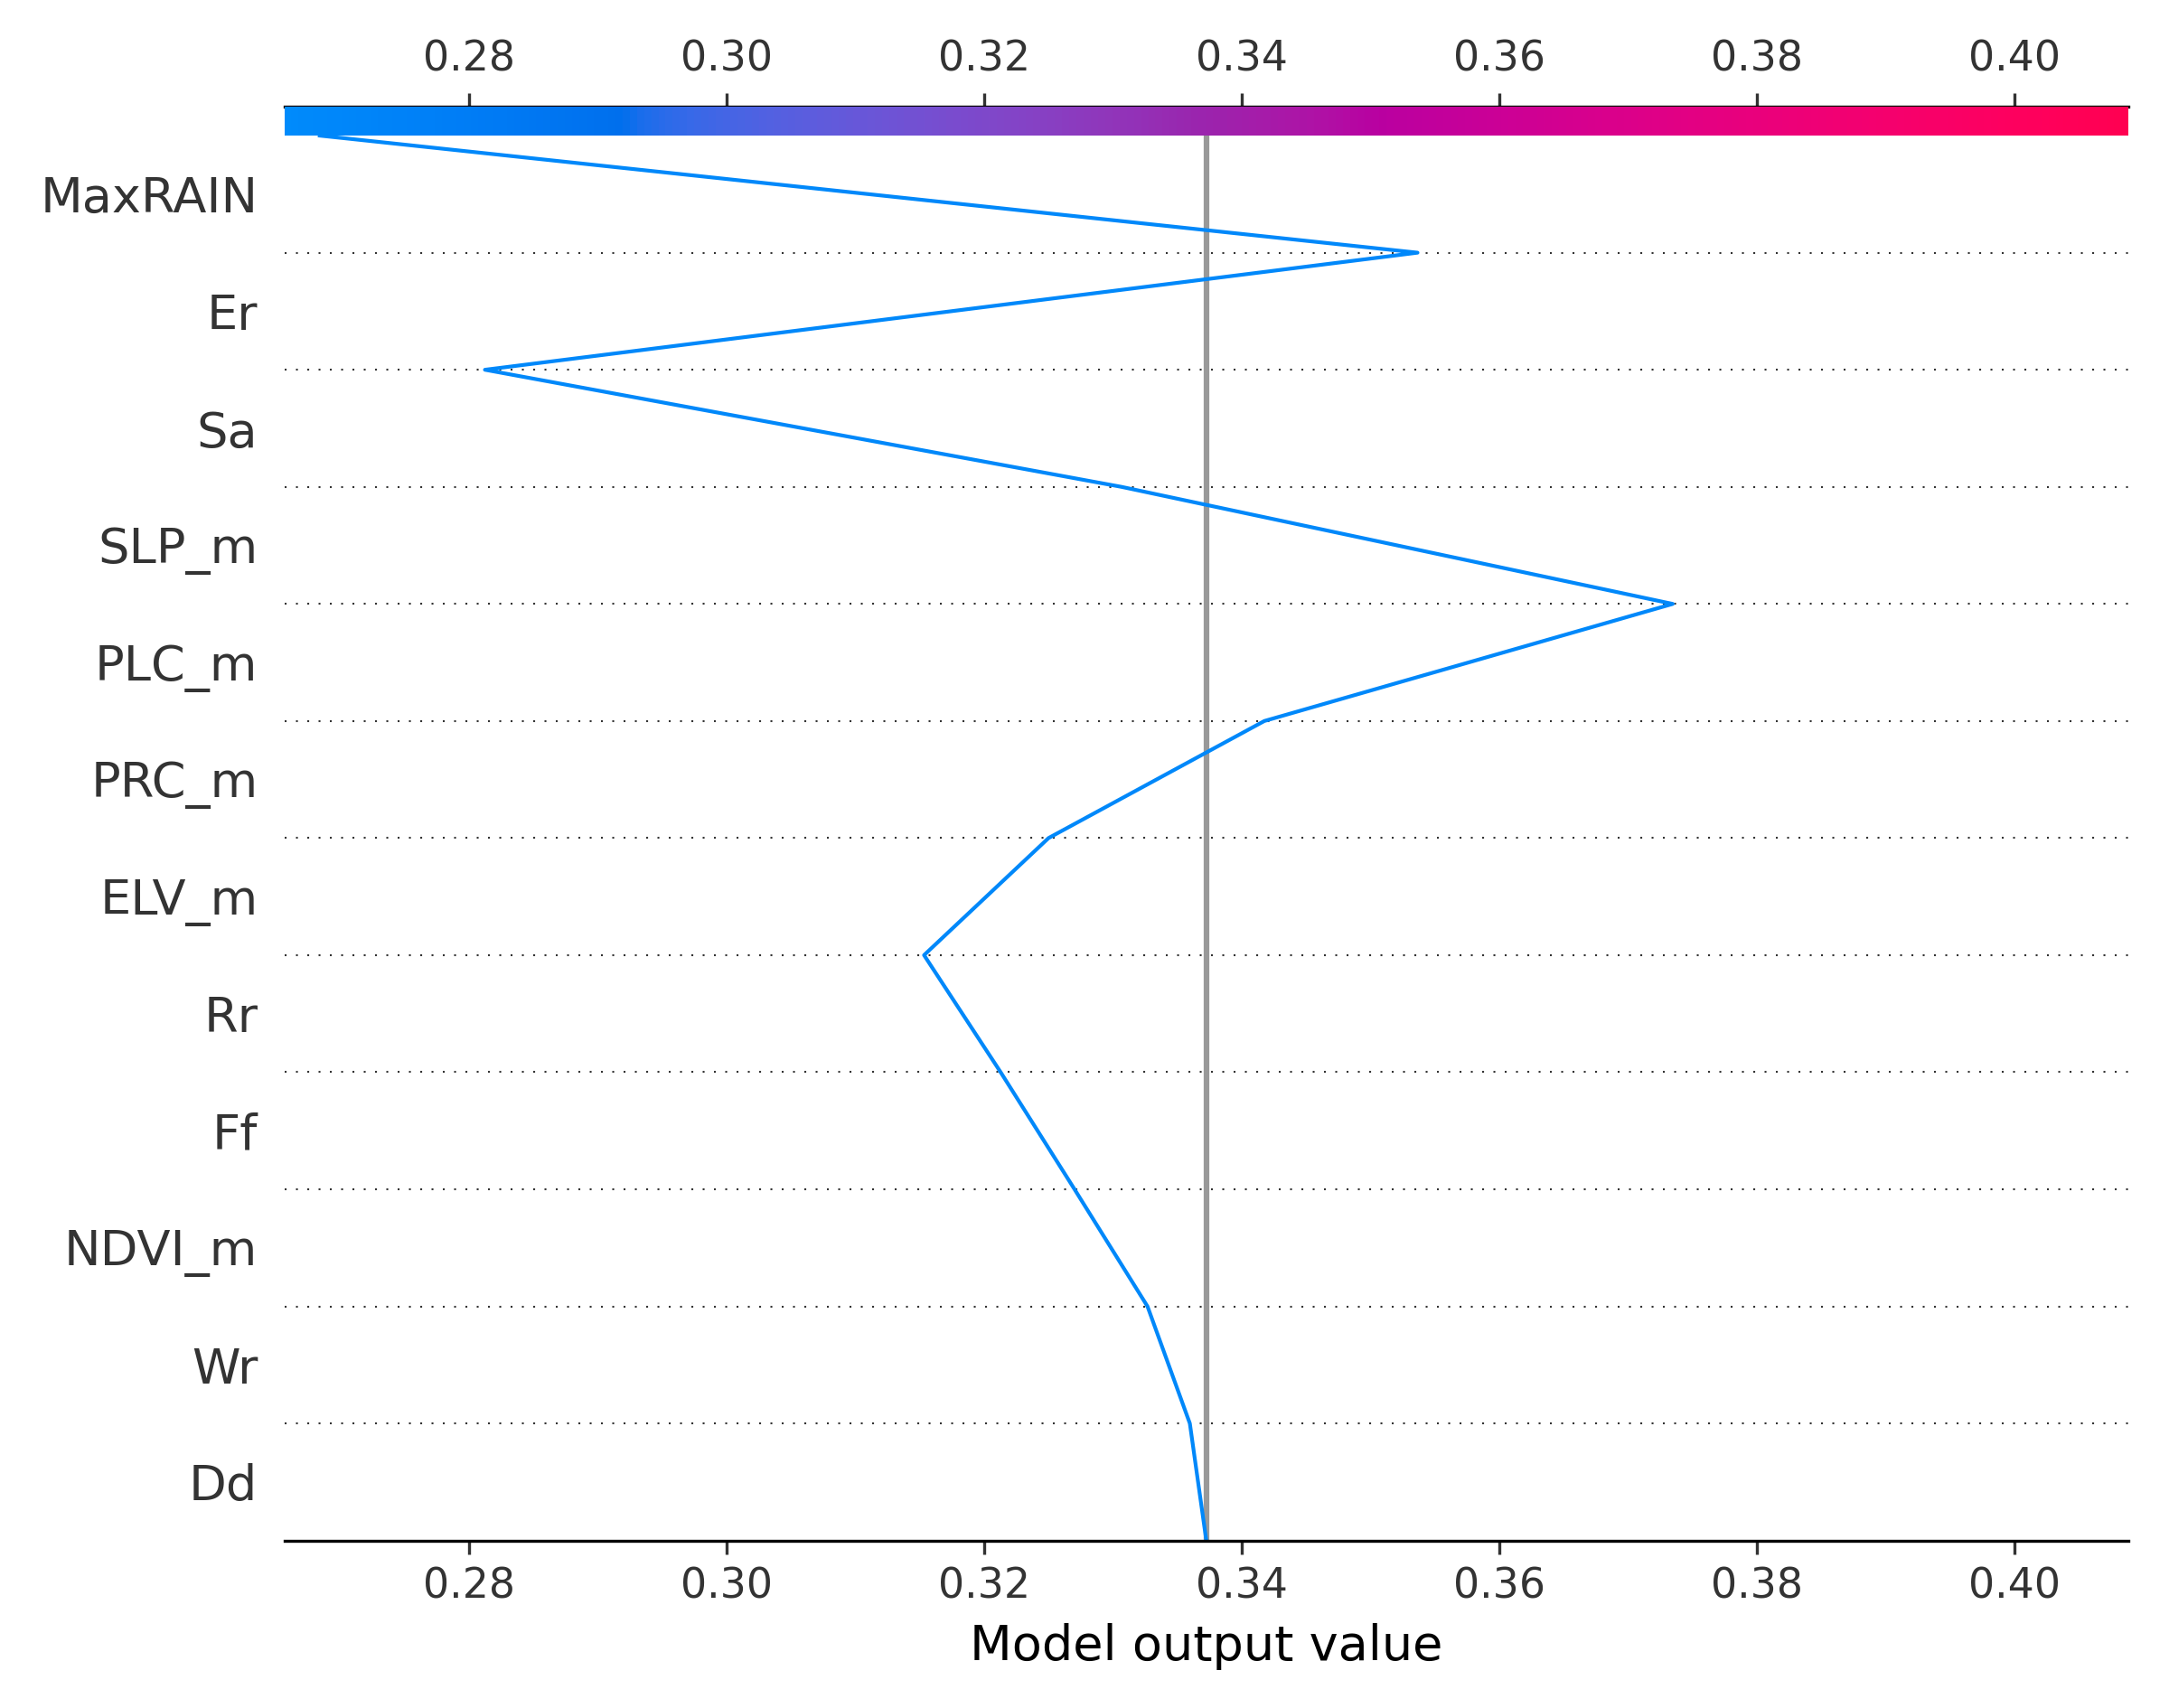 0.28 0.30 0.32 0.34 0.36 0.38 0.40
MaxRAIN
Er
Sa
SLP_m
PLC_m
PRC_m
ELV_m
Rr
Ff
NDVI_m
Wr
Dd
0.28 0.30 0.32 0.34 0.36 0.38 0.40
Model output value